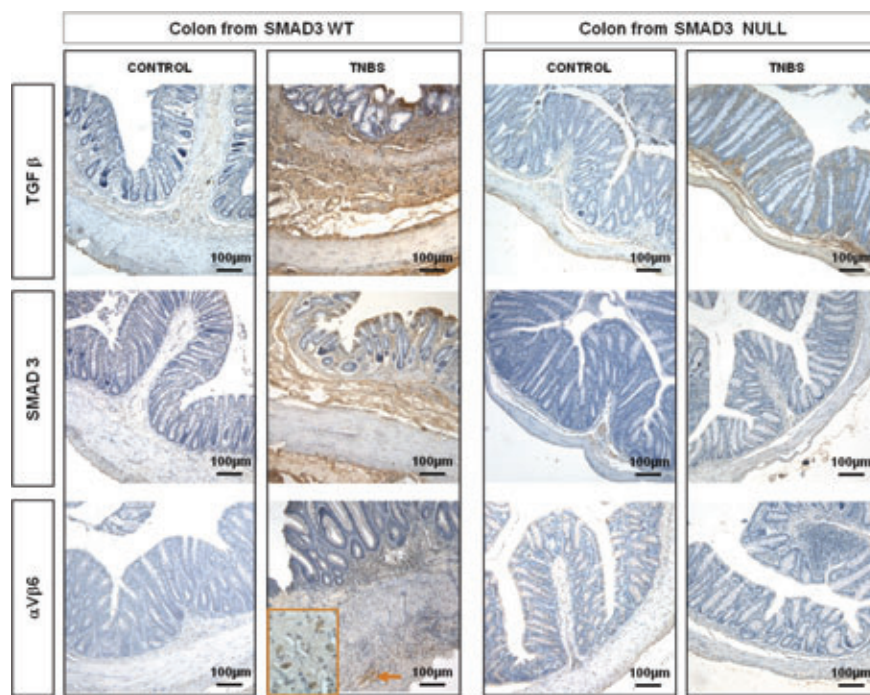 Colon from SMAD3 WT
Colon from SMAD3 NULL
CONTROL
TNBS
CONTROL
TNBS
TGF β
100µm
100µm
100µm
100µm
SMAD 3
100µm
100µm
100µm
100µm
αVβ6
100µm
100µm
100µm
100µm